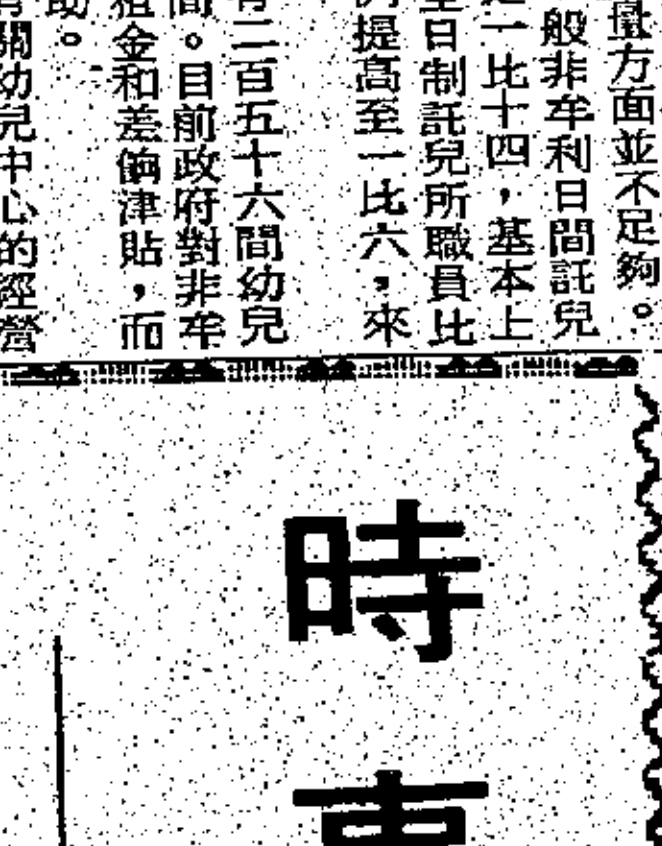 量方面並不足夠。
般非牟利日間託兒
一比十四，基本上
日制託兒所職員比
提高至一比六，來
二百五十六間幼兒
間。目前政府對非牟
租金和差餉津貼，而
助。
有關幼兒中心的經營
時